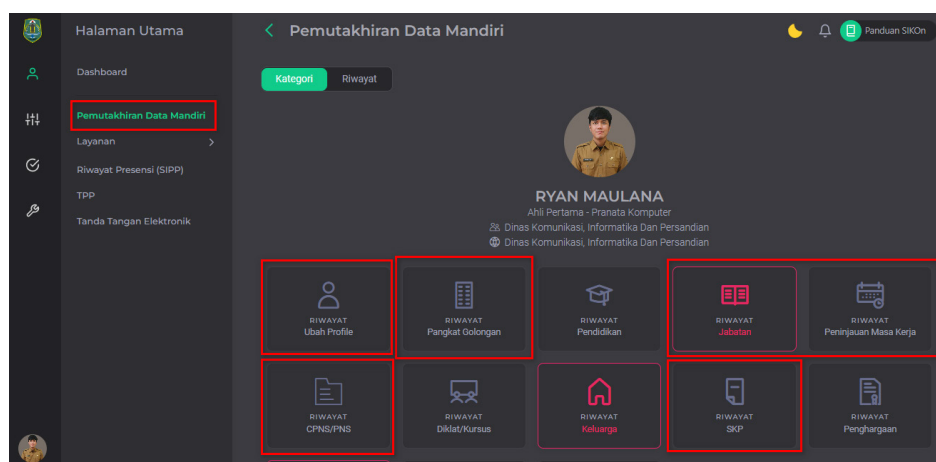 Halaman Utama
Pemutakhiran Data Mandiri
Panduan SIKOn
Dashboard
Pemutakhiran Data Mandiri
Layanan
Riwayat Presensi (SIPP)
TPP
Tanda Tangan Elektronik
Kategori
Riwayat
RYAN MAULANA
Ahli Pertama - Pranata Komputer
Dinas Komunikasi, Informatika Dan Persandian
Dinas Komunikasi, Informatika Dan Persandian
RIWAYAT
Ubah Profile
RIWAYAT
Pangkat Golongan
RIWAYAT
Pendidikan
RIWAYAT
Jabatan
RIWAYAT
Peninjauan Masa Kerja
RIWAYAT
CPNS/PNS
RIWAYAT
Diklat/Kursus
RIWAYAT
Keluarga
RIWAYAT
SKP
RIWAYAT
Penghargaan